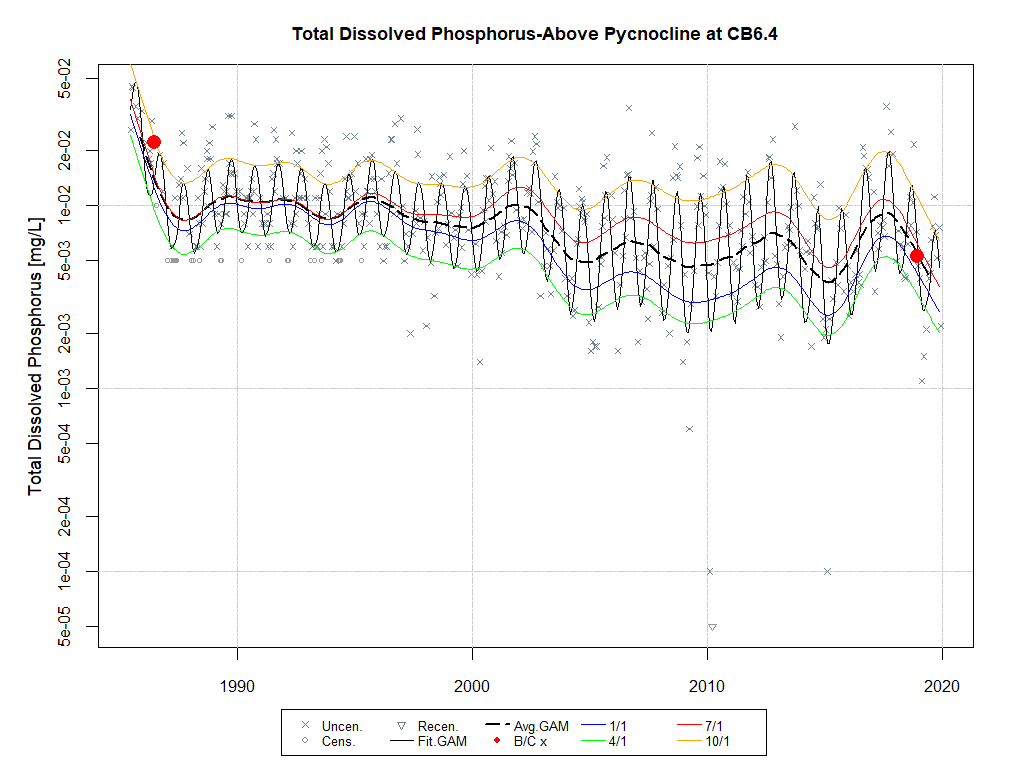 Total Dissolved Phosphorus-Above Pycnocline at CB6.4
Total Dissolved Phosphorus [mg/L]
5e-02
2e-02
1e-02
5e-03
2e-03
1e-03
5e-04
2e-04
1e-04
5e-05
1990 2000 2010 2020
Uncen. Recen. Avg.GAM 1/1 7/1
Cens. Fit.GAM B/C x 4/1 10/1